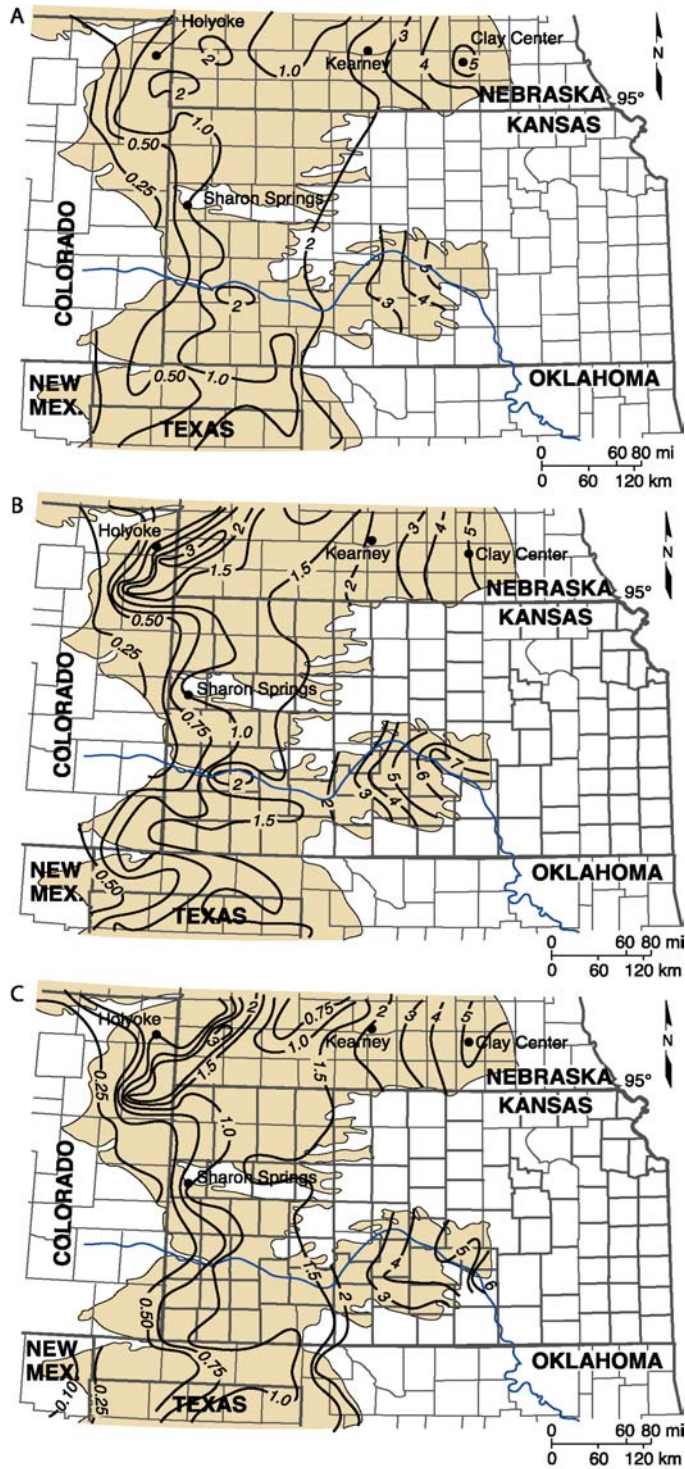 A
Holyoke
2
2
1.0
Kearney
3
4
Clay Center
5
N
NEBRASKA
95°
KANSAS
1.0
0.50
0.25
Sharon Springs
COLORADO
2
2
3
4
5
0.50
1.0
NEW
MEX.
TEXAS
OKLAHOMA
0 60 80 mi
0 60 120 km
B
Holyoke
3
2
1.5
1.5
Kearney
2
3
4
5
Clay Center
N
NEBRASKA
95°
KANSAS
0.50
0.25
Sharon Springs
COLORADO
0.75
1.0
2
1.5
2
3
4
5
6
7
NEW
MEX.
0.50
TEXAS
OKLAHOMA
0 60 80 mi
0 60 120 km
C
Holyoke
3
2
1.5
0.75
1.0
2
3
4
5
Kearney
Clay Center
N
NEBRASKA
95°
KANSAS
0.25
1.0
1.5
Sharon Springs
COLORADO
1.5
2
3
4
5
6
0.50
0.75
1.0
NEW
MEX.
0.10
0.25
TEXAS
OKLAHOMA
0 60 80 mi
0 60 120 km